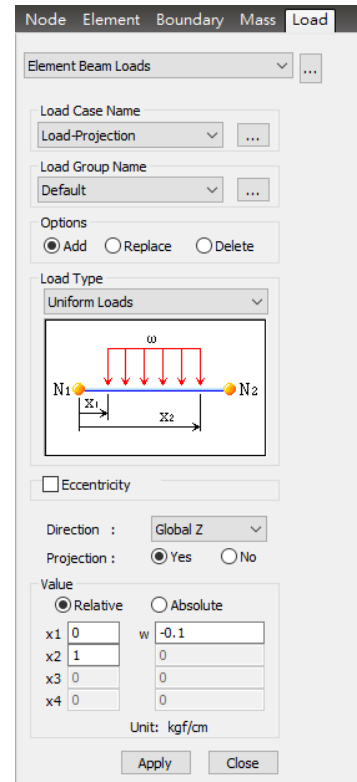 Node Element Boundary Mass Load
Element Beam Loads ...
Load Case Name
Load-Projection ...
Load Group Name
Default ...
Options
Add Replace Delete
Load Type
Uniform Loads
ω
N1 N2
X1
X2
Eccentricity
Direction : Global Z
Projection : Yes No
Value
Relative Absolute
x1 0 w -0.1
x2 1 0
x3 0 0
x4 0 0
Unit: kgf/cm
Apply Close